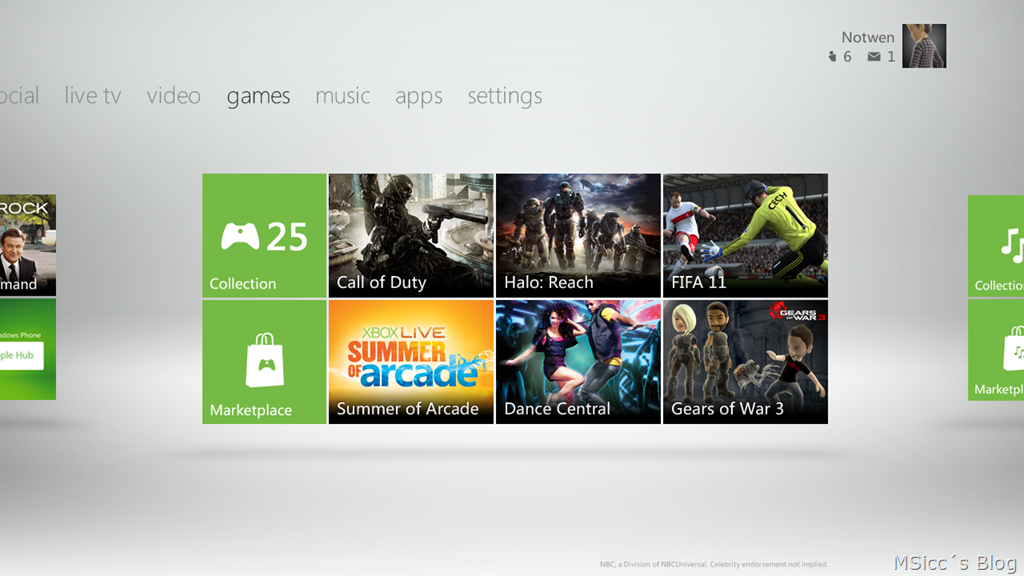 Notwen
6 1
ocial live tv video games music apps settings
ROCK
mand
ndows Phone
ple Hub
25
Collection
Call of Duty
Halo: Reach
CECH
1
FIFA 11
Marketplace
XBOX LIVE
SUMMER
OF arcade
Summer of Arcade
Dance Central
GEARS
OF WAR 3
Gears of War 3
Collection
Marketpl
NBC, a Division of NBCUniversal. Celebrity endorsement not implied.
MSicc´s Blog